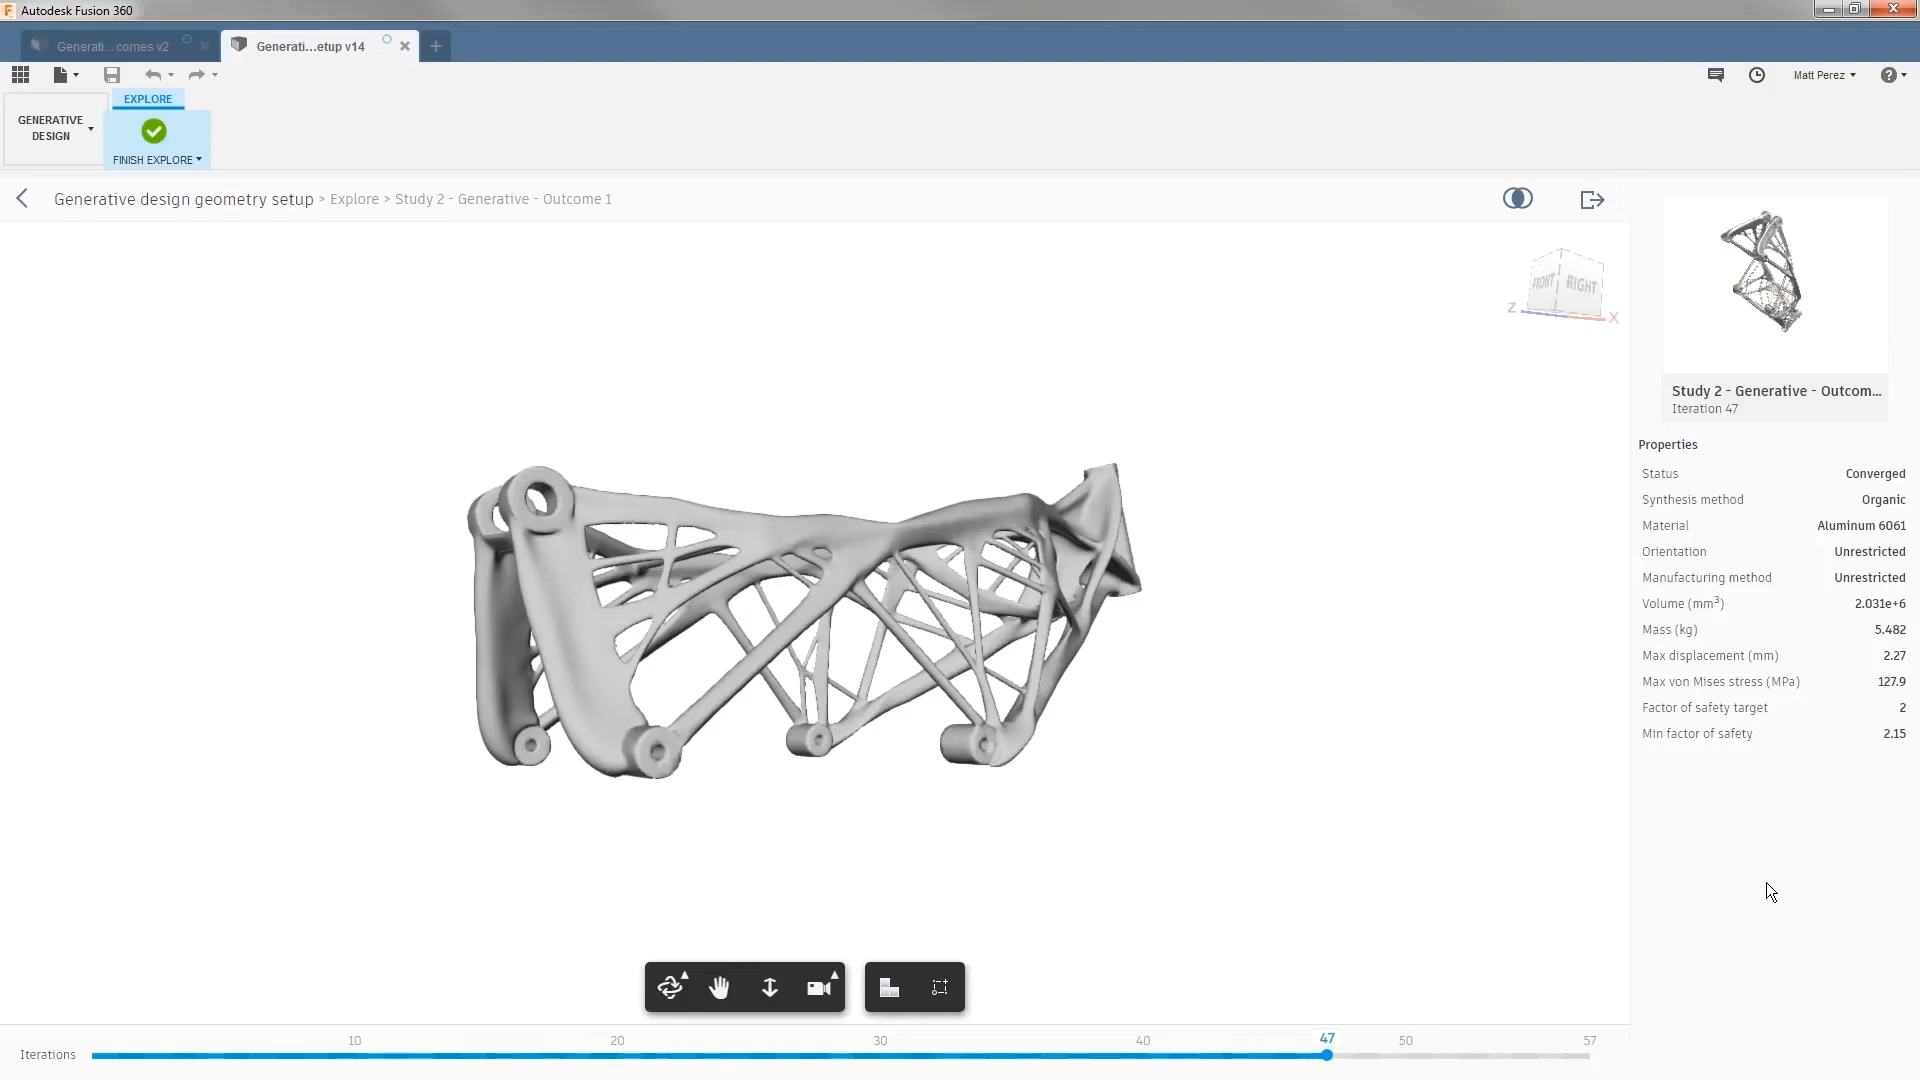 Autodesk Fusion 360
Generati...comes v2
Generati...etup v14
Matt Perez
EXPLORE
GENERATIVE
DESIGN
FINISH EXPLORE
Generative design geometry setup > Explore > Study 2 - Generative - Outcome 1
FRONT
RIGHT
Z
X
Study 2 - Generative - Outcom...
Iteration 47
Properties
Status Converged
Synthesis method Organic
Material Aluminum 6061
Orientation Unrestricted
Manufacturing method Unrestricted
Volume (mm³) 2.031e+6
Mass (kg) 5.482
Max displacement (mm) 2.27
Max von Mises stress (MPa) 127.9
Factor of safety target 2
Min factor of safety 2.15
10 20 30 40 47 50 57
Iterations